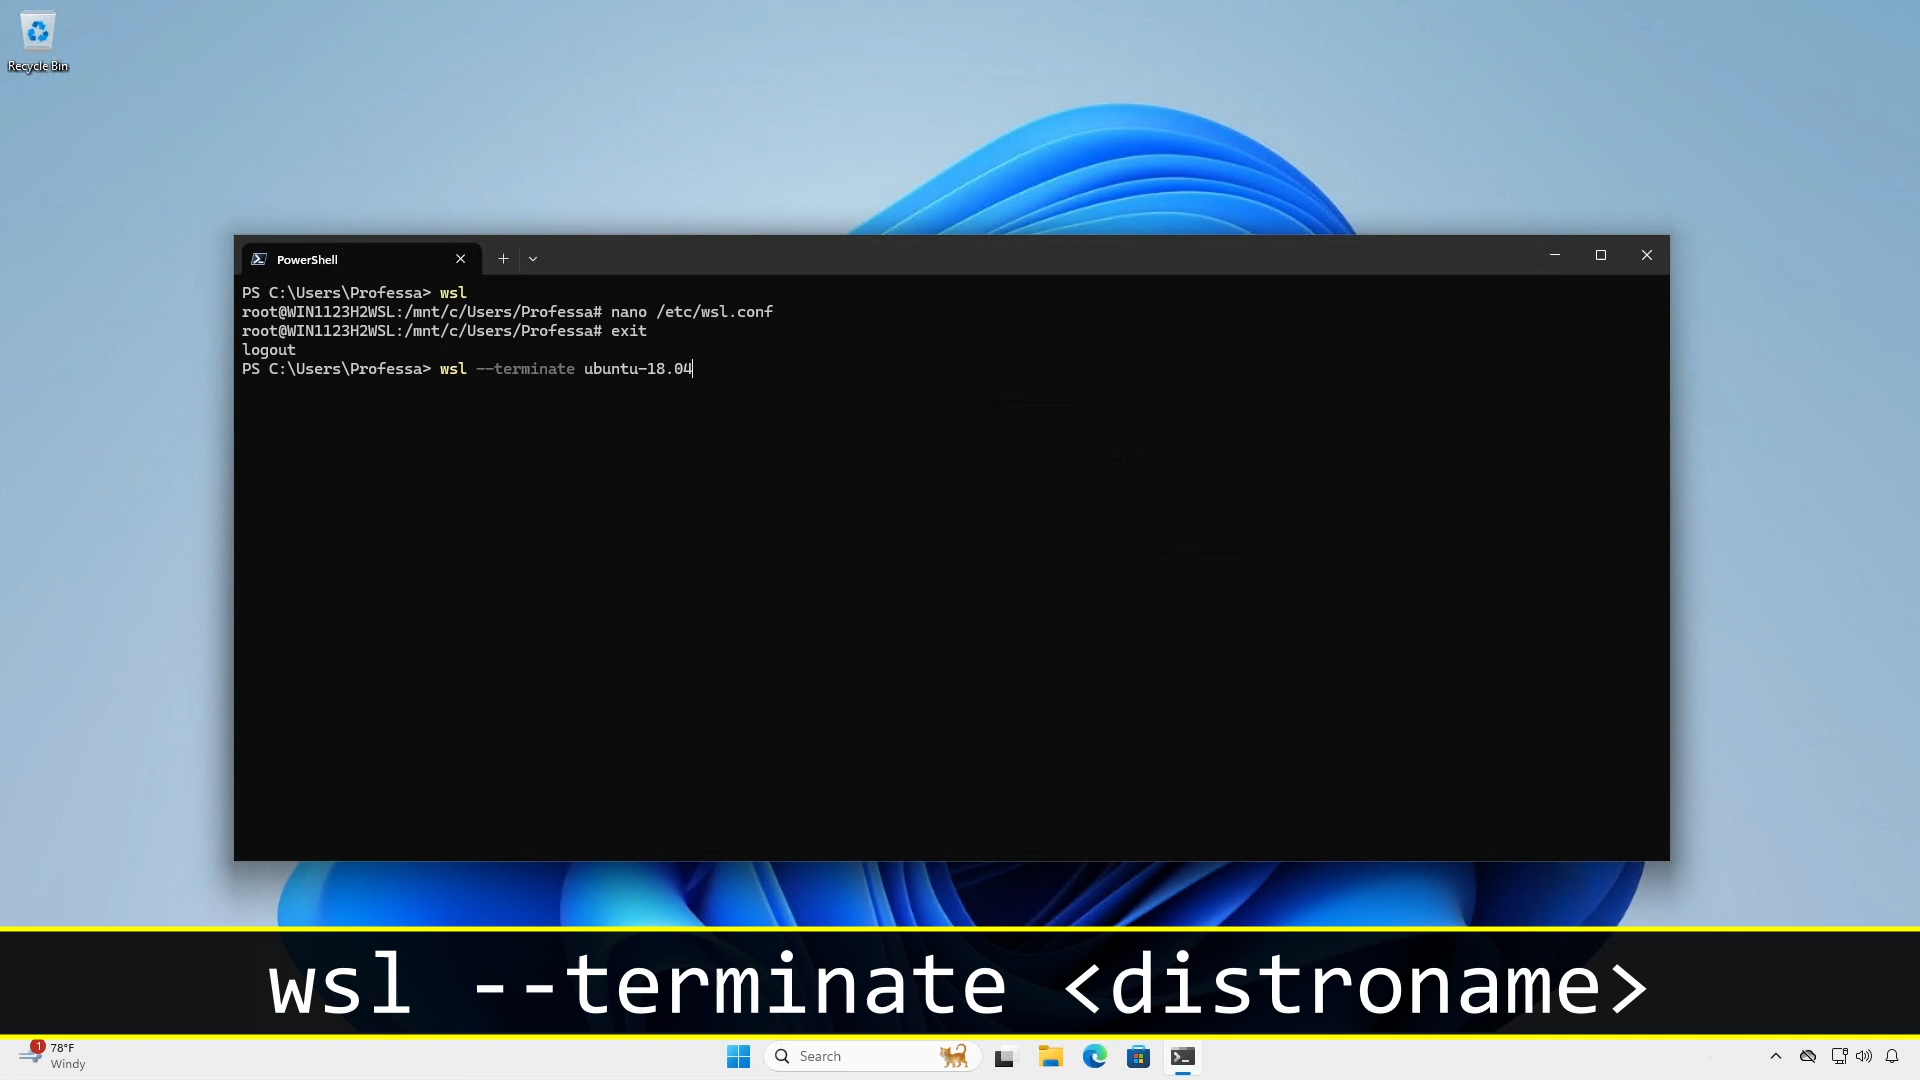 Recycle Bin
PowerShell
PS C:\Users\Professa> wsl
root@WIN1123H2WSL:/mnt/c/Users/Professa# nano /etc/wsl.conf
root@WIN1123H2WSL:/mnt/c/Users/Professa# exit
logout
PS C:\Users\Professa> wsl --terminate ubuntu-18.04
wsl --terminate <distroname>
1
78°F
Windy
Search